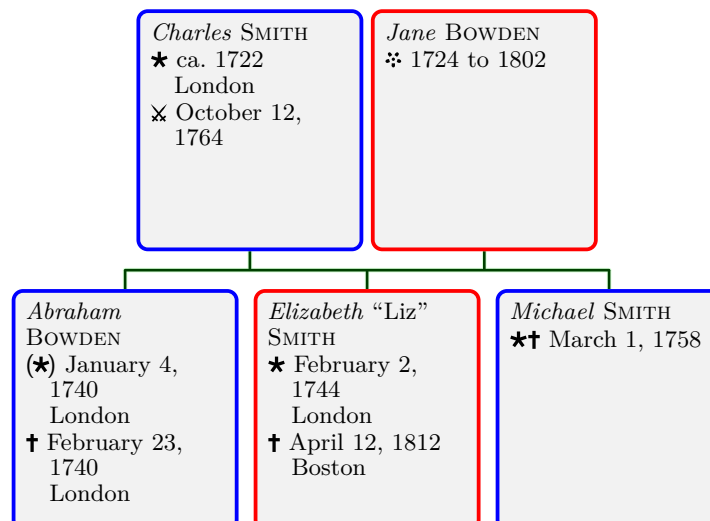 Charles SMITH
★ ca. 1722
London
⚔ October 12,
1764
Jane BOWDEN
፨ 1724 to 1802
Abraham
BOWDEN
(★) January 4,
1740
London
† February 23,
1740
London
Elizabeth “Liz”
SMITH
★ February 2,
1744
London
† April 12, 1812
Boston
Michael SMITH
★† March 1, 1758